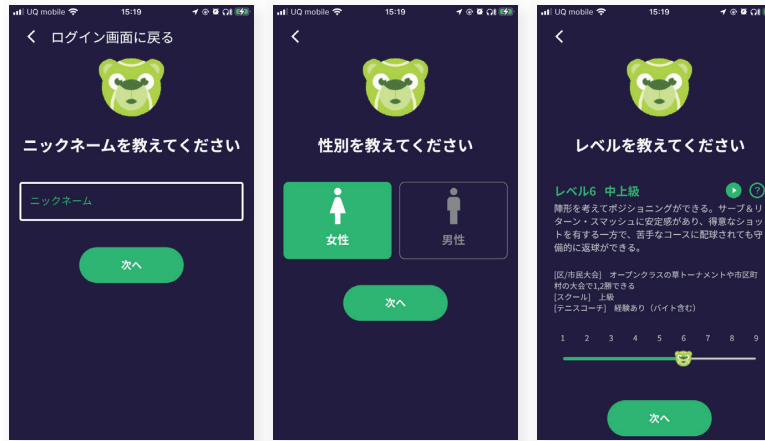 UQ mobile 15:19
ログイン画面に戻る
ニックネームを教えてください
ニックネーム
次へ
UQ mobile 15:19
性別を教えてください
女性 男性
次へ
UQ mobile 15:19
レベルを教えてください
レベル6 中上級 ?
陣形を考えてポジショニングができる。サーブ&リ
ターン・スマッシュに安定感があり、得意なショッ
トを有する一方で、苦手なコースに配球されても守
備的に返球ができる。
[区/市民大会] オープンクラスの草トーナメントや市区町
村の大会で1,2勝できる
[スクール] 上級
[テニスコーチ] 経験あり（バイト含む）
1 2 3 4 5 6 7 8 9
次へ